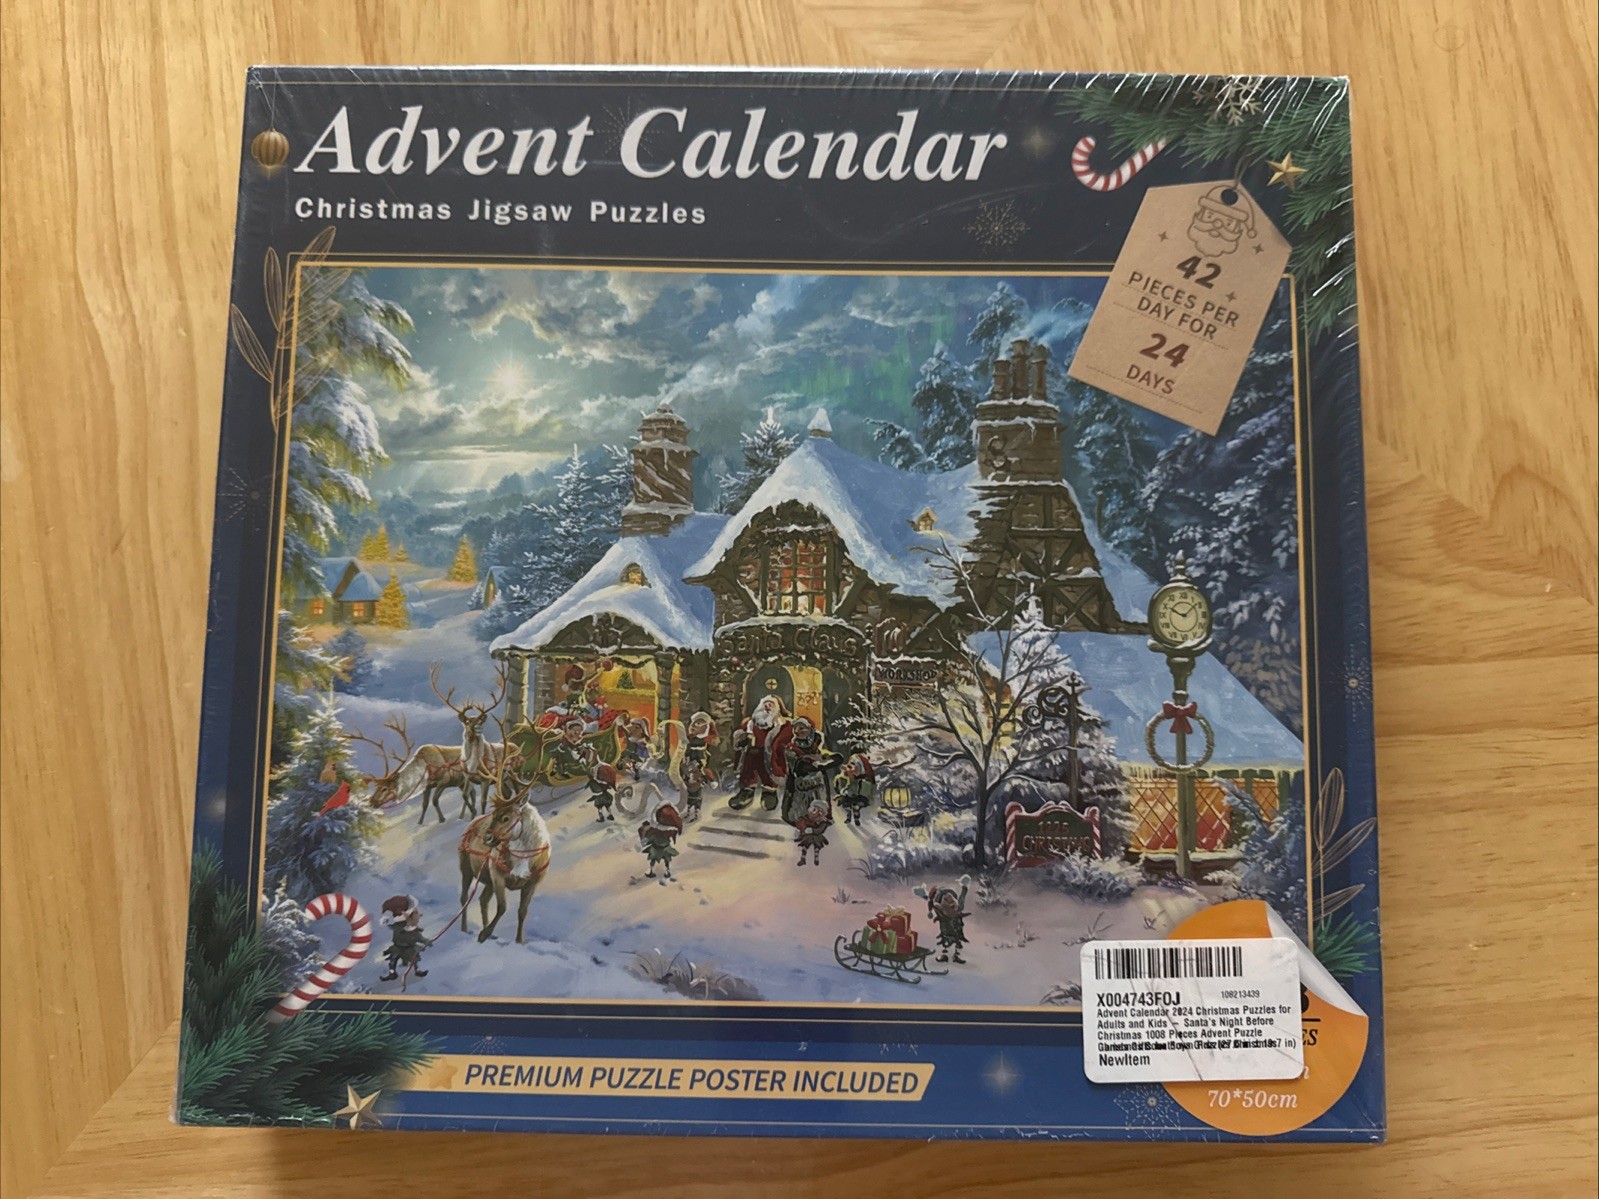 Advent Calendar
Christmas Jigsaw Puzzles
42
PIECES PER
DAY FOR
24
DAYS
Santa Claus
WORKSHOP
CHRISTMAS
X004743FOJ
108213439
Advent Calendar 2024 Christmas Puzzles for
Adults and Kids – Santa's Night Before
Christmas 1008 Pieces Advent Puzzle
NewItem
70*50cm
PREMIUM PUZZLE POSTER INCLUDED